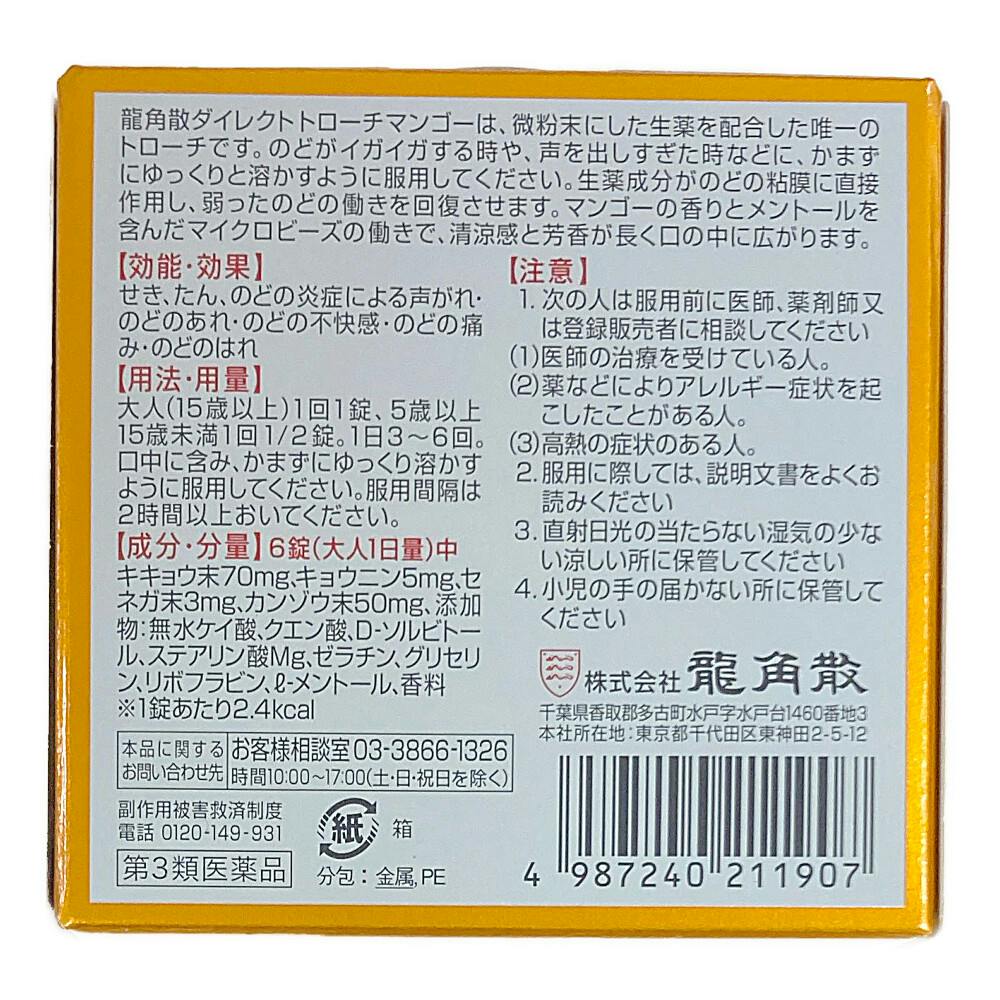 龍角散ダイレクトトローチマンゴーは、微粉末にした生薬を配合した唯一の
トローチです。のどがイガイガする時や、声を出しすぎた時などに、かまず
にゆっくりと溶かすように服用してください。生薬成分がのどの粘膜に直接
作用し、弱ったのどの働きを回復させます。マンゴーの香りとメントールを
含んだマイクロビーズの働きで、清涼感と芳香が長く口の中に広がります。
【効能・効果】
せき、たん、のどの炎症による声がれ・
のどのあれ・のどの不快感・のどの痛
み・のどのはれ
【用法・用量】
大人(15歳以上)1回1錠、5歳以上
15歳未満1回1/2錠。1日3〜6回。
口中に含み、かまずにゆっくり溶かす
ように服用してください。服用間隔は
2時間以上おいてください。
【成分・分量】6錠(大人1日量)中
キキョウ末70mg、キョウニン5mg、セ
ネガ末3mg、カンゾウ末50mg、添加
物:無水ケイ酸、クエン酸、D-ソルビトー
ル、ステアリン酸Mg、ゼラチン、グリセリ
ン、リボフラビン、ℓ-メントール、香料
※1錠あたり2.4kcal
本品に関する
お問い合わせ先
お客様相談室 03-3866-1326
時間10:00〜17:00(土・日・祝日を除く)
副作用被害救済制度
電話 0120-149-931
第3類医薬品
紙 箱
分包:金属,PE
【注意】
1. 次の人は服用前に医師、薬剤師又
は登録販売者に相談してください
(1)医師の治療を受けている人。
(2)薬などによりアレルギー症状を起
こしたことがある人。
(3)高熱の症状のある人。
2. 服用に際しては、説明文書をよくお
読みください
3. 直射日光の当たらない湿気の少な
い涼しい所に保管してください
4. 小児の手の届かない所に保管して
ください
株式会社 龍角散
千葉県香取郡多古町水戸字水戸台1460番地3
本社所在地:東京都千代田区東神田2-5-12
4 987240 211907